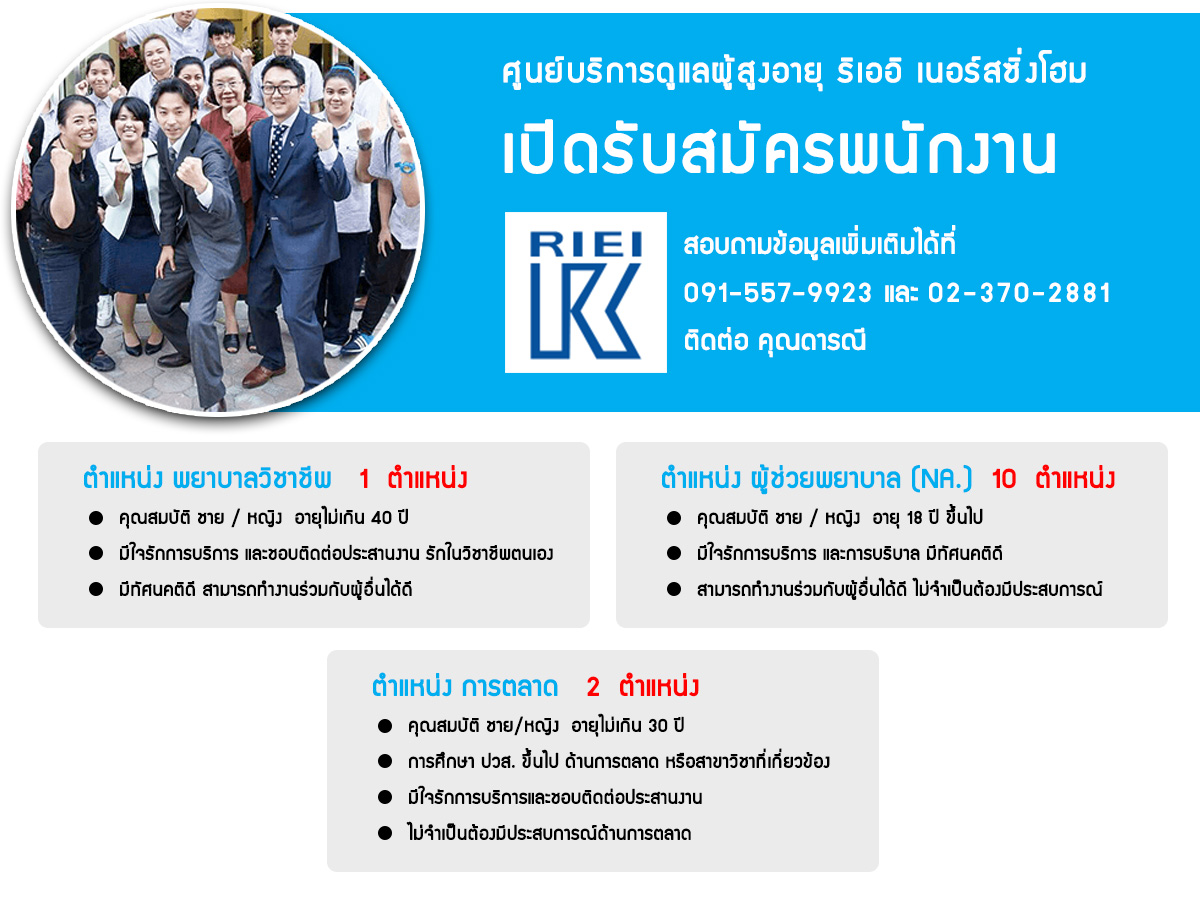 ศูนย์บริการดูแลผู้สูงอายุ ริเออิ เนอร์สซิ่งโฮม
เปิดรับสมัครพนักงาน
RIEI
สอบถามข้อมูลเพิ่มเติมได้ที่
091-557-9923 และ 02-370-2881
ติดต่อ คุณดารณี
ตำแหน่ง พยาบาลวิชาชีพ 1 ตำแหน่ง
● คุณสมบัติ ชาย / หญิง อายุไม่เกิน 40 ปี
● มีใจรักการบริการ และชอบติดต่อประสานงาน รักในวิชาชีพตนเอง
● มีทัศนคติดี สามารถทำงานร่วมกับผู้อื่นได้ดี
ตำแหน่ง ผู้ช่วยพยาบาล (NA.) 10 ตำแหน่ง
● คุณสมบัติ ชาย / หญิง อายุ 18 ปี ขึ้นไป
● มีใจรักการบริการ และการบริบาล มีทัศนคติดี
● สามารถทำงานร่วมกับผู้อื่นได้ดี ไม่จำเป็นต้องมีประสบการณ์
ตำแหน่ง การตลาด 2 ตำแหน่ง
● คุณสมบัติ ชาย/หญิง อายุไม่เกิน 30 ปี
● การศึกษา ปวส. ขึ้นไป ด้านการตลาด หรือสาขาวิชาที่เกี่ยวข้อง
● มีใจรักการบริการและชอบติดต่อประสานงาน
● ไม่จำเป็นต้องมีประสบการณ์ด้านการตลาด